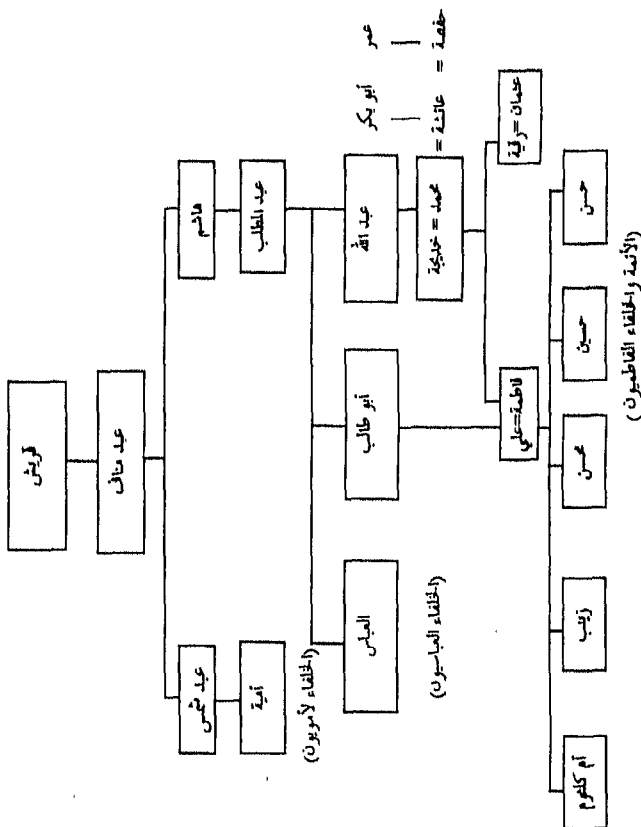 قريش
عبد مناف
هاشم
عبد شمس
عبد المطلب
أمية
(الخلفاء لأمويون)
عمر
أبو بكر
عبد الله
أبو طالب
العباس
(الخلفاء العباسيون)
محمد = خديجة = عائشة = حفصة
عثمان = رقية
فاطمة = علي
حسن
حسين
محسن
زينب
أم كلثوم
(الأئمة والخلفاء الفاطميون)